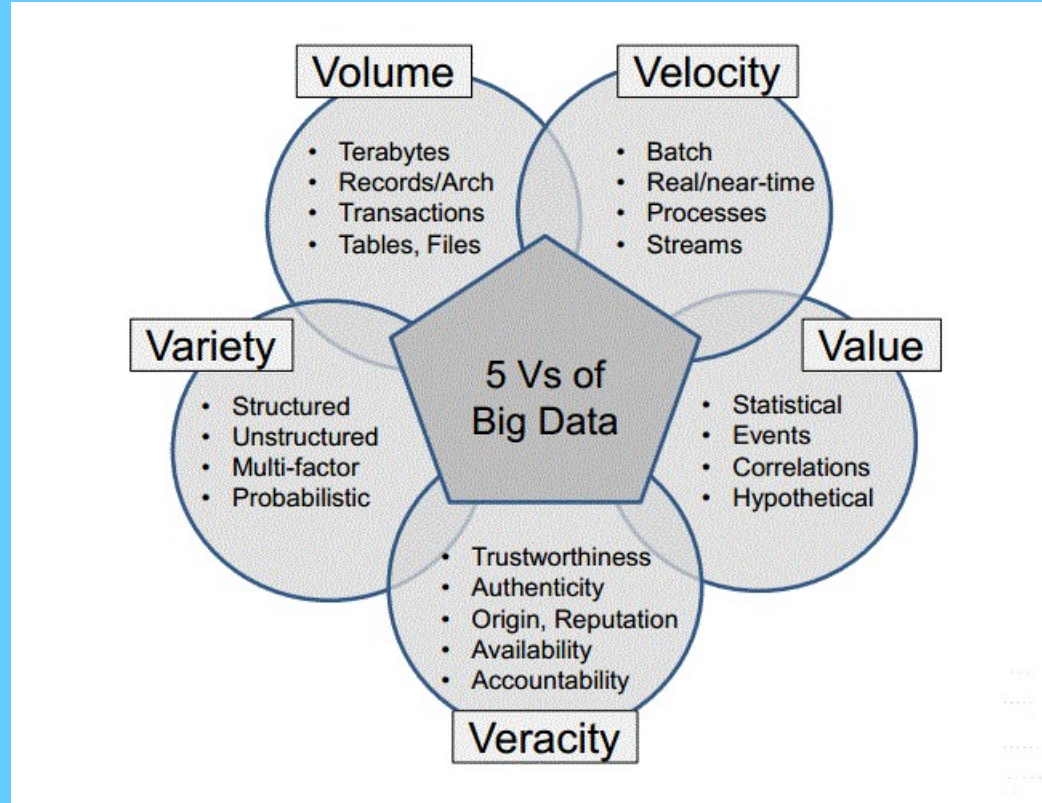 Volume
• Terabytes
• Records/Arch
• Transactions
• Tables, Files
Velocity
• Batch
• Real/near-time
• Processes
• Streams
Variety
• Structured
• Unstructured
• Multi-factor
• Probabilistic
5 Vs of
Big Data
Value
• Statistical
• Events
• Correlations
• Hypothetical
• Trustworthiness
• Authenticity
• Origin, Reputation
• Availability
• Accountability
Veracity